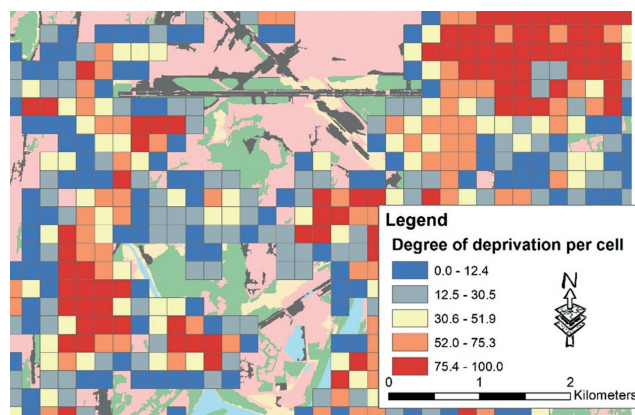 Legend
Degree of deprivation per cell
0.0 - 12.4
12.5 - 30.5
30.6 - 51.9
52.0 - 75.3
75.4 - 100.0
N
0 1 2
Kilometers